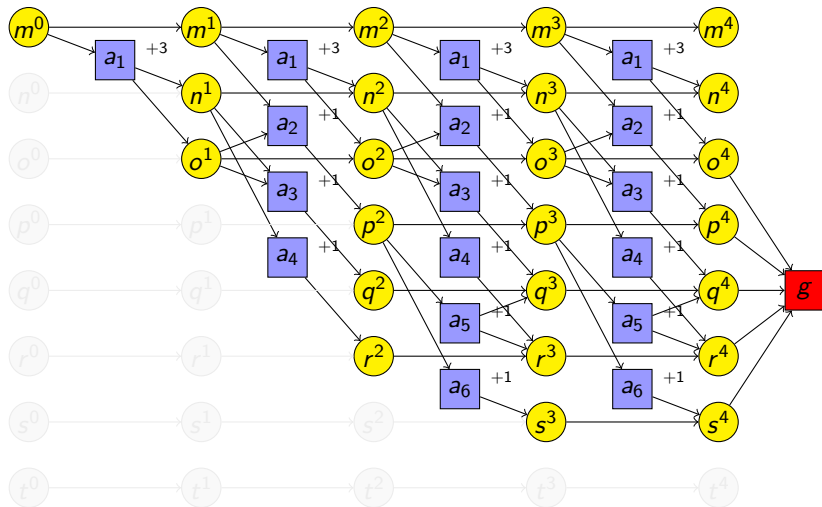 m⁰ m¹ m² m³ m⁴
a₁ +3 a₁ +3 a₁ +3 a₁ +3
n⁰ n¹ n² n³ n⁴
a₂ +1 a₂ +1 a₂ +1
o⁰ o¹ o² o³ o⁴
a₃ +1 a₃ +1 a₃ +1
p⁰ p¹ p² p³ p⁴
a₄ +1 a₄ +1 a₄ +1
q⁰ q¹ q² q³ q⁴ g
a₅ +1 a₅ +1
r⁰ r¹ r² r³ r⁴
a₆ +1 a₆ +1
s⁰ s¹ s² s³ s⁴
t⁰ t¹ t² t³ t⁴